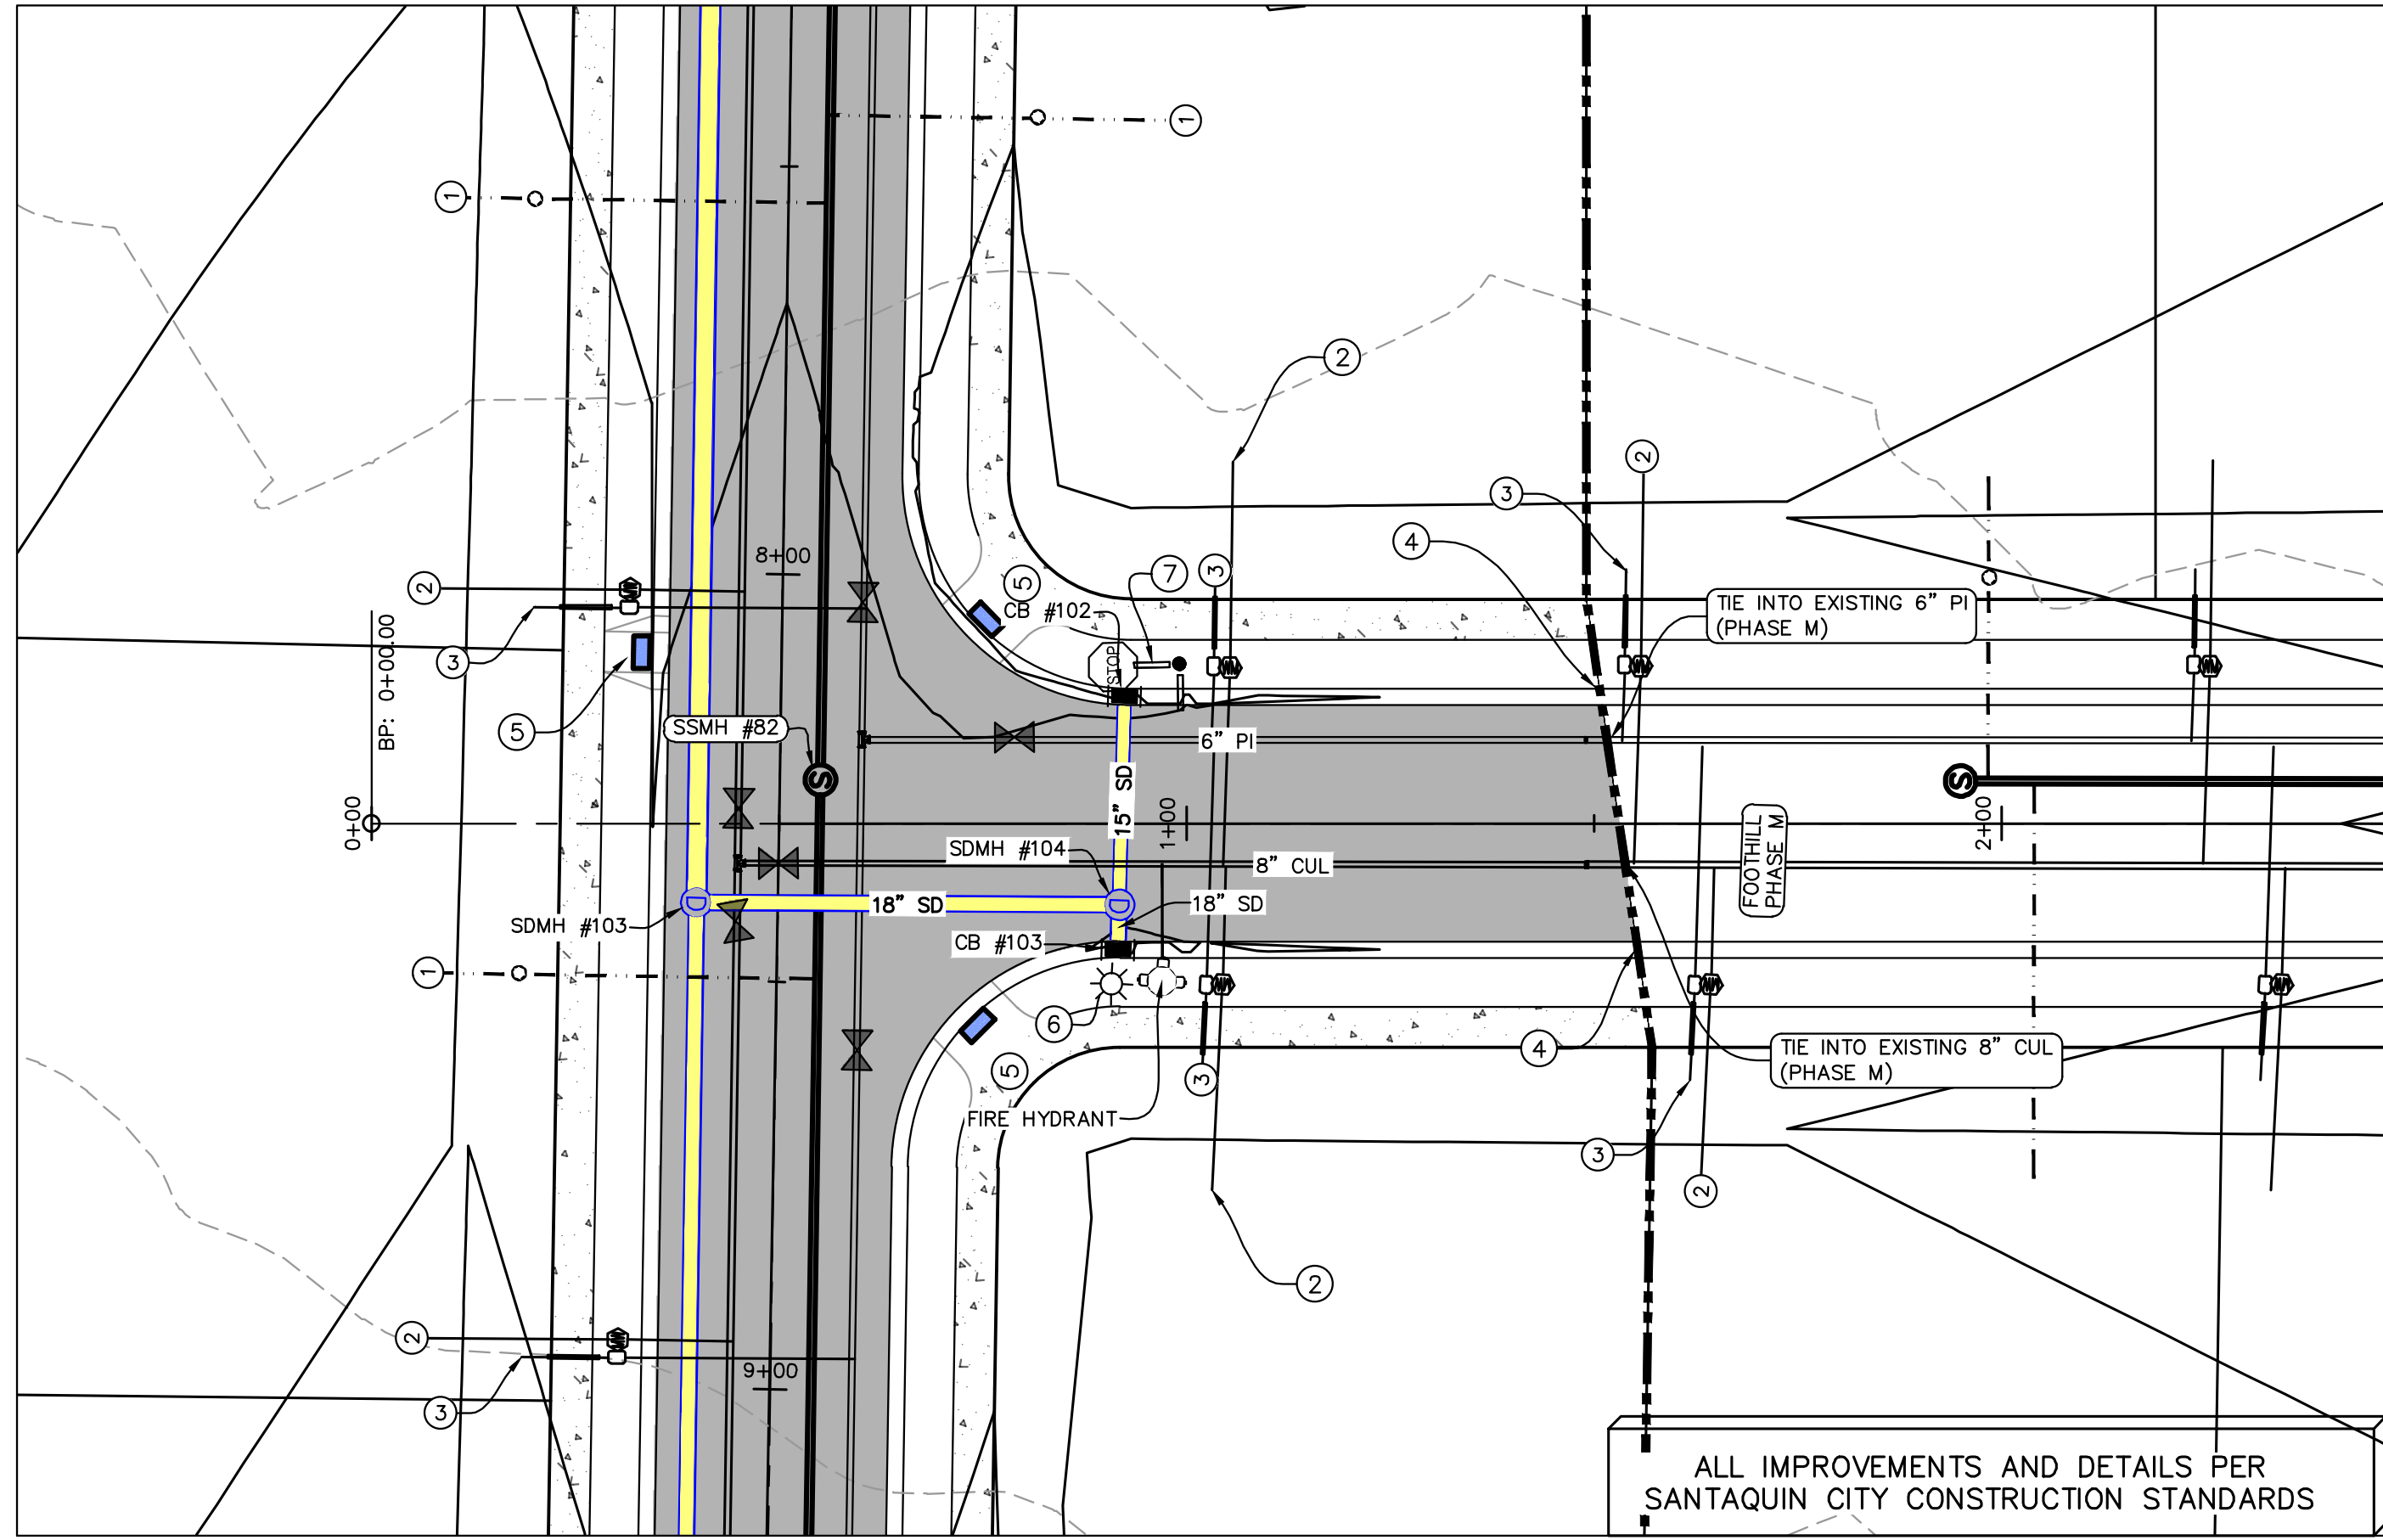 1
1
2
2
3
4
8+00
2
5
7
3
CB #102
STOP
TIE INTO EXISTING 6" PI
(PHASE M)
BP: 0+00.00
3
5
SSMH #82
6" PI
15" SD
0+00
1+00
2+00
FOOTHILL
PHASE M
SDMH #104
8" CUL
D
18" SD
D
18" SD
SDMH #103
CB #103
S
S
1
6
4
TIE INTO EXISTING 8" CUL
(PHASE M)
5
3
FIRE HYDRANT
3
2
2
2
9+00
3
ALL IMPROVEMENTS AND DETAILS PER
SANTAQUIN CITY CONSTRUCTION STANDARDS